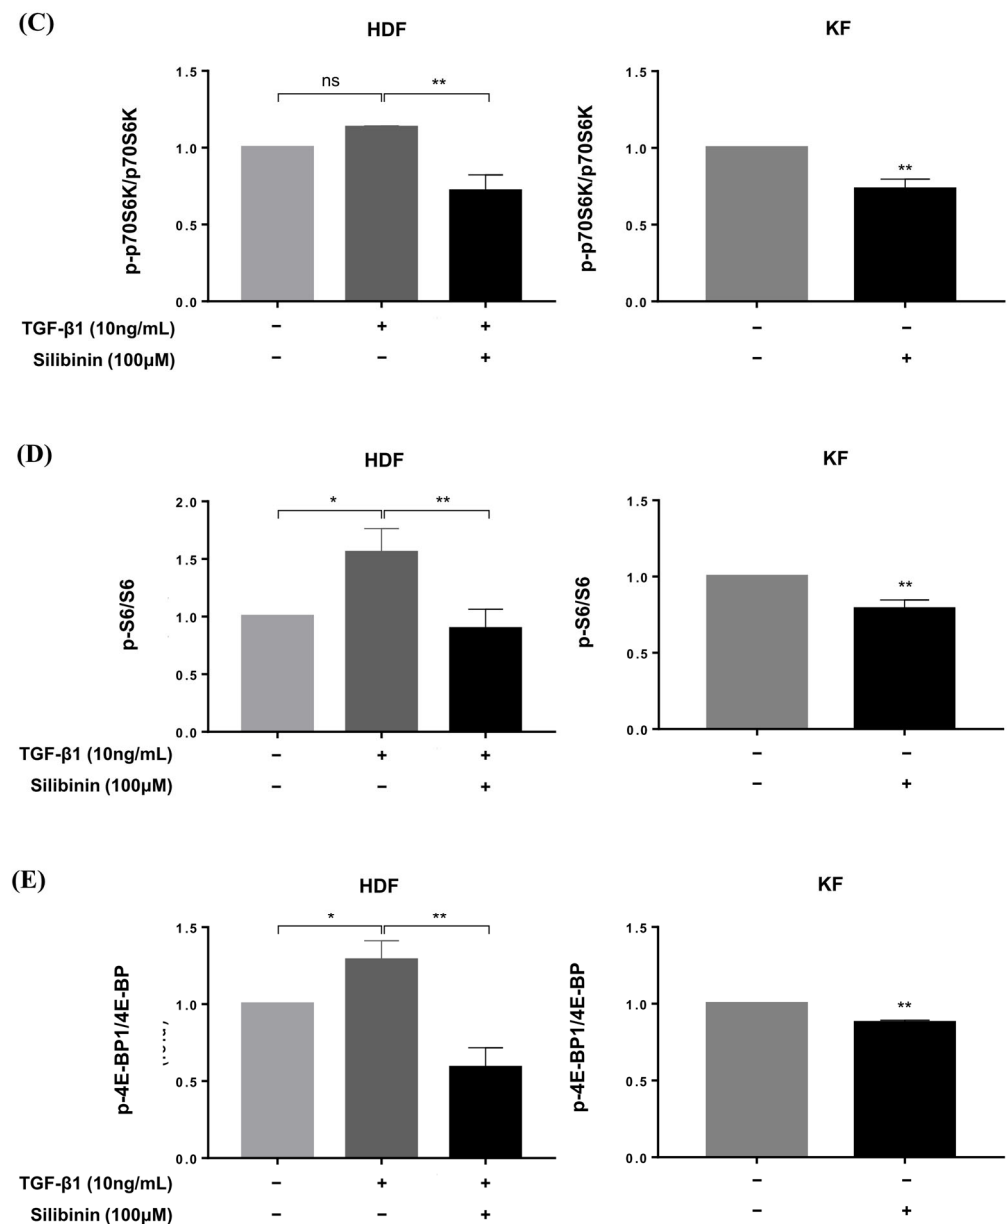 (C)
HDF
KF
p-p70S6K/p70S6K
1.5
1.0
0.5
0.0
ns
**
p-p70S6K/p70S6K
1.5
1.0
0.5
0.0
**
TGF-β1 (10ng/mL) − + + − −
Silibinin (100μM) − − + − +
(D)
HDF
KF
p-S6/S6
2.0
1.5
1.0
0.5
0.0
*
**
p-S6/S6
1.5
1.0
0.5
0.0
**
TGF-β1 (10ng/mL) − + + − −
Silibinin (100μM) − − + − +
(E)
HDF
KF
p-4E-BP1/4E-BP
1.5
1.0
0.5
0.0
*
**
p-4E-BP1/4E-BP
1.5
1.0
0.5
0.0
**
TGF-β1 (10ng/mL) − + + − −
Silibinin (100μM) − − + − +